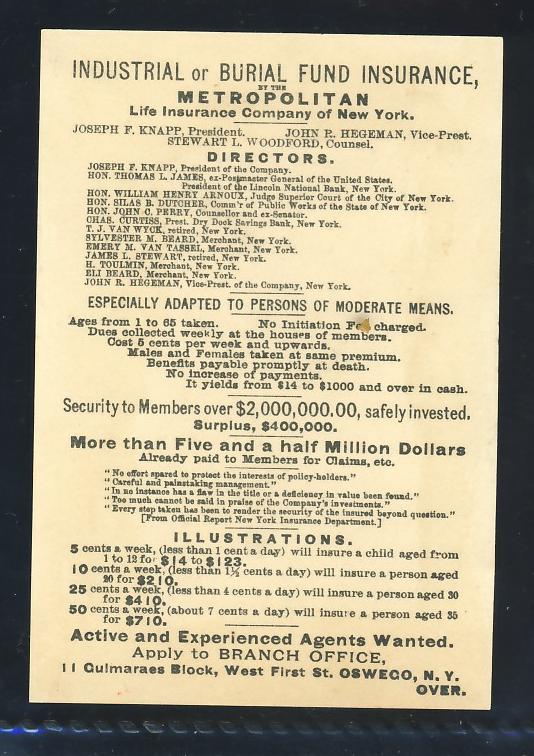 INDUSTRIAL or BURIAL FUND INSURANCE,
BY THE
METROPOLITAN
Life Insurance Company of New York.
JOSEPH F. KNAPP, President. JOHN R. HEGEMAN, Vice-Prest.
STEWART L. WOODFORD, Counsel.
DIRECTORS.
JOSEPH F. KNAPP, President of the Company.
HON. THOMAS L. JAMES, ex-Postmaster General of the United States.
President of the Lincoln National Bank, New York.
HON. WILLIAM HENRY ARNOUX, Judge Superior Court of the City of New York.
HON. SILAS B. DUTCHER, Comm'r of Public Works of the State of New York.
HON. JOHN C. PERRY, Counsellor and ex-Senator.
CHAS. CURTISS, Prest. Dry Dock Savings Bank, New York.
T. J. VAN WYCK, retired, New York.
SYLVESTER M. BEARD, Merchant, New York.
EMERY M. VAN TASSEL, Merchant, New York.
JAMES L. STEWART, retired, New York.
H. TOULMIN, Merchant, New York.
ELI BEARD, Merchant, New York.
JOHN R. HEGEMAN, Vice-Prest. of the Company, New York.
ESPECIALLY ADAPTED TO PERSONS OF MODERATE MEANS.
Ages from 1 to 65 taken. No Initiation Fee charged.
Dues collected weekly at the houses of members.
Cost 5 cents per week and upwards.
Males and Females taken at same premium.
Benefits payable promptly at death.
No increase of payments.
It yields from $14 to $1000 and over in cash.
Security to Members over $2,000,000.00, safely invested.
Surplus, $400,000.
More than Five and a half Million Dollars
Already paid to Members for Claims, etc.
"No effort spared to protect the interests of policy-holders."
"Careful and painstaking management."
"In no instance has a flaw in the title or a deficiency in value been found."
"Too much cannot be said in praise of the Company's investments."
"Every step taken has been to render the security of the insured beyond question."
[From Official Report New York Insurance Department.]
ILLUSTRATIONS.
5 cents a week, (less than 1 cent a day) will insure a child aged from
1 to 12 for $14 to $123.
10 cents a week, (less than 1½ cents a day) will insure a person aged
20 for $210.
25 cents a week, (less than 4 cents a day) will insure a person aged 30
for $410.
50 cents a week, (about 7 cents a day) will insure a person aged 35
for $710.
Active and Experienced Agents Wanted.
Apply to BRANCH OFFICE,
11 Guimaraes Block, West First St. OSWEGO, N. Y.
OVER.